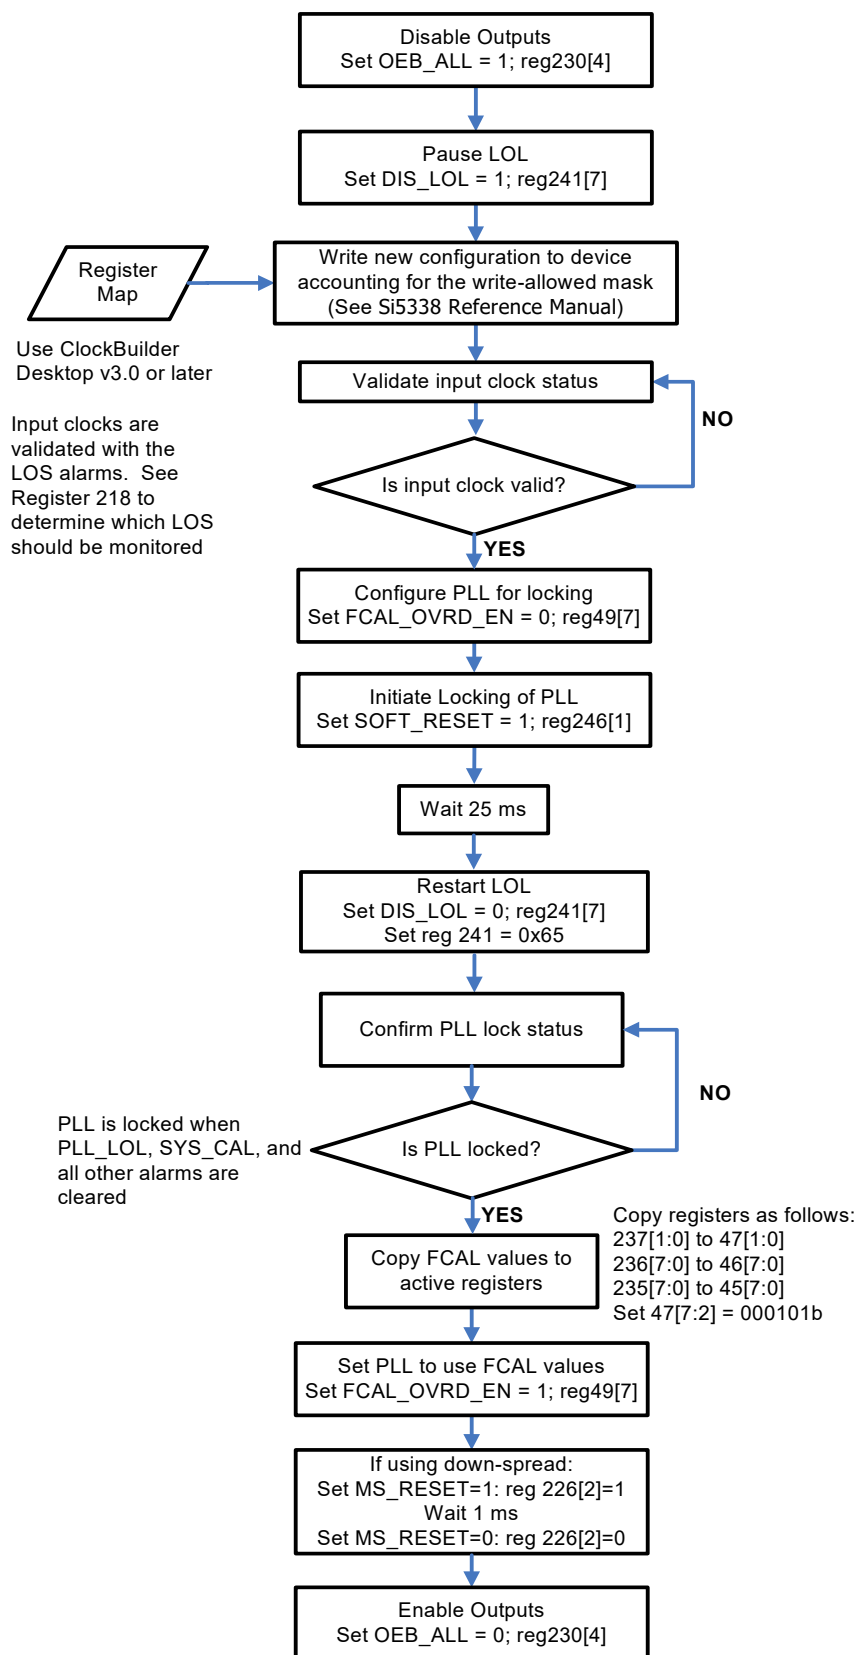 Disable Outputs
Set OEB_ALL = 1; reg230[4]
Pause LOL
Set DIS_LOL = 1; reg241[7]
Register
Map
Write new configuration to device
accounting for the write-allowed mask
(See Si5338 Reference Manual)
Use ClockBuilder
Desktop v3.0 or later
Validate input clock status
NO
Input clocks are
validated with the
LOS alarms.  See
Register 218 to
determine which LOS
should be monitored
Is input clock valid?
YES
Configure PLL for locking
Set FCAL_OVRD_EN = 0; reg49[7]
Initiate Locking of PLL
Set SOFT_RESET = 1; reg246[1]
Wait 25 ms
Restart LOL
Set DIS_LOL = 0; reg241[7]
Set reg 241 = 0x65
Confirm PLL lock status
NO
PLL is locked when
PLL_LOL, SYS_CAL, and
all other alarms are
cleared
Is PLL locked?
YES
Copy FCAL values to
active registers
Copy registers as follows:
237[1:0] to 47[1:0]
236[7:0] to 46[7:0]
235[7:0] to 45[7:0]
Set 47[7:2] = 000101b
Set PLL to use FCAL values
Set FCAL_OVRD_EN = 1; reg49[7]
If using down-spread:
Set MS_RESET=1: reg 226[2]=1
Wait 1 ms
Set MS_RESET=0: reg 226[2]=0
Enable Outputs
Set OEB_ALL = 0; reg230[4]